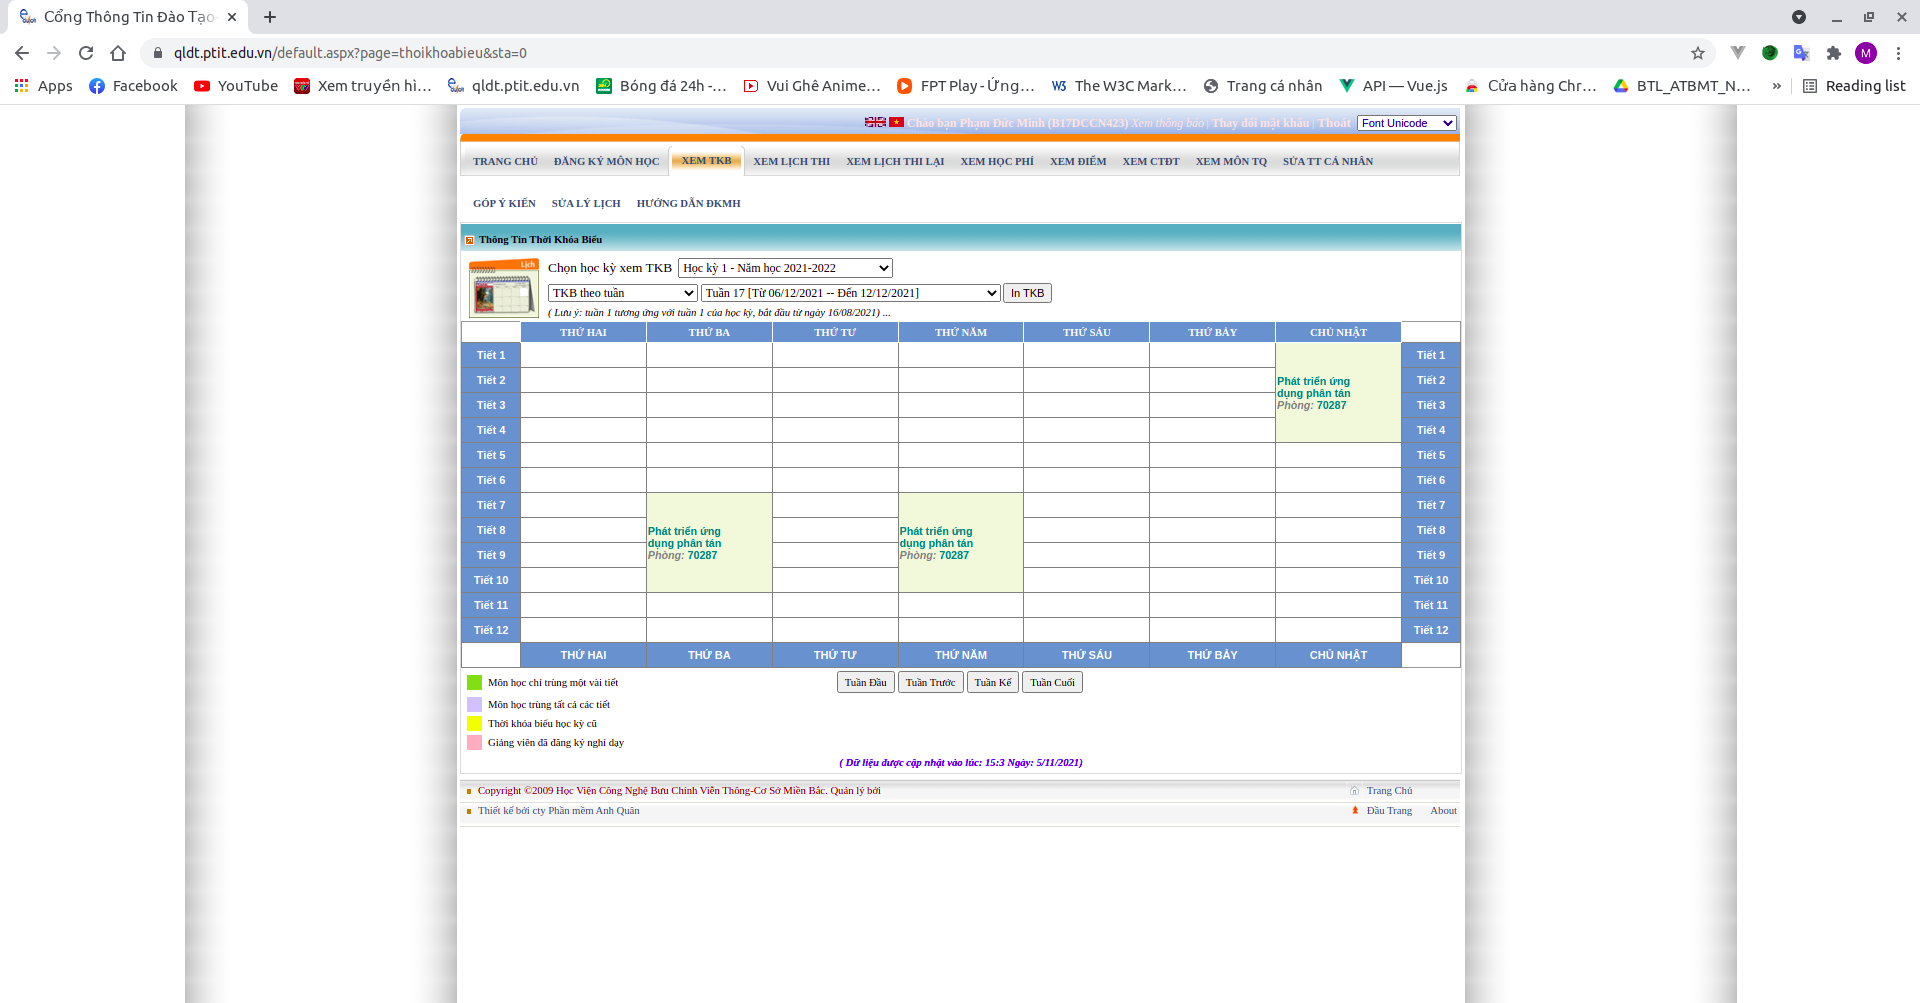 Cổng Thông Tin Đào Tạo
qldt.ptit.edu.vn/default.aspx?page=thoikhoabieu&sta=0
M
Apps Facebook YouTube Xem truyền hì... qldt.ptit.edu.vn Bóng đá 24h -... Vui Ghê Anime... FPT Play - Ứng... The W3C Mark... Trang cá nhân API — Vue.js Cửa hàng Chr... BTL_ATBMT_N... » Reading list
Chào bạn Phạm Đức Minh (B17DCCN423) Xem thông báo | Thay đổi mật khẩu | Thoát Font Unicode
TRANG CHỦ ĐĂNG KÝ MÔN HỌC XEM TKB XEM LỊCH THI XEM LỊCH THI LẠI XEM HỌC PHÍ XEM ĐIỂM XEM CTĐT XEM MÔN TQ SỬA TT CÁ NHÂN
GÓP Ý KIẾN SỬA LÝ LỊCH HƯỚNG DẪN ĐKMH
Thông Tin Thời Khóa Biểu
Lịch
Chọn học kỳ xem TKB Học kỳ 1 - Năm học 2021-2022
TKB theo tuần Tuần 17 [Từ 06/12/2021 -- Đến 12/12/2021] In TKB
( Lưu ý: tuần 1 tương ứng với tuần 1 của học kỳ, bắt đầu từ ngày 16/08/2021) ...
THỨ HAI THỨ BA THỨ TƯ THỨ NĂM THỨ SÁU THỨ BẢY CHỦ NHẬT
Tiết 1 Tiết 1
Tiết 2 Phát triển ứng Tiết 2
dụng phân tán
Tiết 3 Phòng: 70287 Tiết 3
Tiết 4 Tiết 4
Tiết 5 Tiết 5
Tiết 6 Tiết 6
Tiết 7 Tiết 7
Tiết 8 Phát triển ứng Phát triển ứng Tiết 8
dụng phân tán dụng phân tán
Tiết 9 Phòng: 70287 Phòng: 70287 Tiết 9
Tiết 10 Tiết 10
Tiết 11 Tiết 11
Tiết 12 Tiết 12
THỨ HAI THỨ BA THỨ TƯ THỨ NĂM THỨ SÁU THỨ BẢY CHỦ NHẬT
Môn học chỉ trùng một vài tiết Tuần Đầu Tuần Trước Tuần Kế Tuần Cuối
Môn học trùng tất cả các tiết
Thời khóa biểu học kỳ cũ
Giảng viên đã đăng ký nghỉ dạy
( Dữ liệu được cập nhật vào lúc: 15:3 Ngày: 5/11/2021)
Copyright ©2009 Học Viện Công Nghệ Bưu Chính Viễn Thông-Cơ Sở Miền Bắc. Quản lý bởi Trang Chủ
Thiết kế bởi cty Phần mềm Anh Quân Đầu Trang About